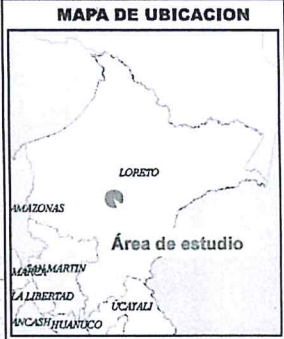 MAPA DE UBICACION
LORETO
AMAZONAS
Área de estudio
SAN MARTIN
LA LIBERTAD
UCAYALI
ANCASH HUANUCO